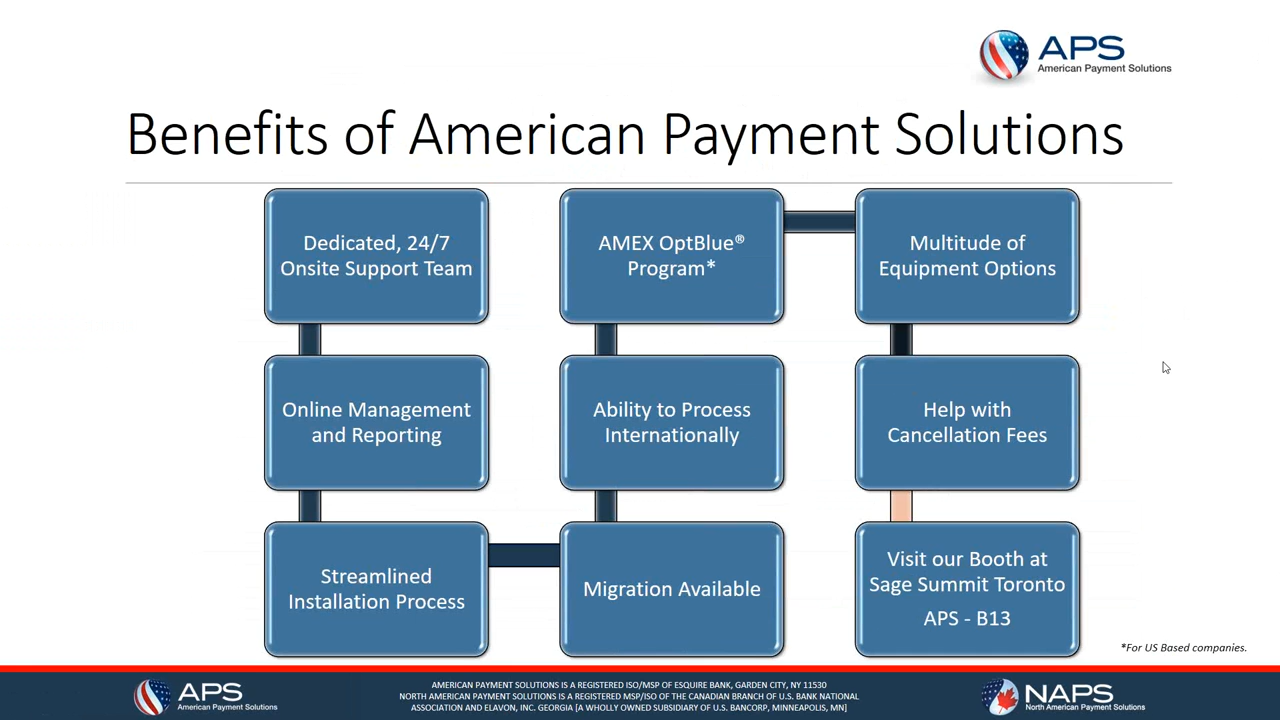 APS
American Payment Solutions
Benefits of American Payment Solutions
Dedicated, 24/7
Onsite Support Team
Online Management
and Reporting
Streamlined
Installation Process
Migration Available
Ability to Process
Internationally
AMEX OptBlue®
Program*
Multitude of
Equipment Options
Help with
Cancellation Fees
Visit our Booth at
Sage Summit Toronto
APS - B13
*For US Based companies.
APS
American Payment Solutions
AMERICAN PAYMENT SOLUTIONS IS A REGISTERED ISO/MSP OF ESQUIRE BANK, GARDEN CITY, NY 11530
NORTH AMERICAN PAYMENT SOLUTIONS IS A REGISTERED MSP/ISO OF THE CANADIAN BRANCH OF U.S. BANK NATIONAL
ASSOCIATION AND ELAVON, INC. GEORGIA [A WHOLLY OWNED SUBSIDIARY OF U.S. BANCORP, MINNEAPOLIS, MN]
NAPS
North American Payment Solutions